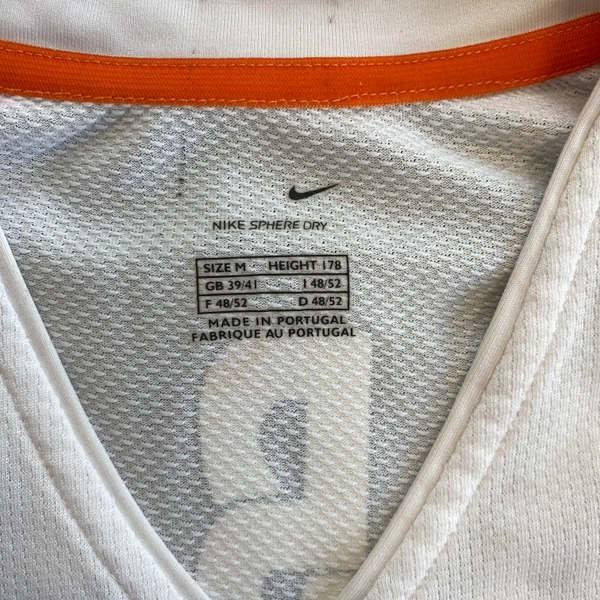 NIKE SPHERE DRY
SIZE M HEIGHT 178
GB 39/41 I 48/52
F 48/52 D 48/52
MADE IN PORTUGAL
FABRIQUE AU PORTUGAL